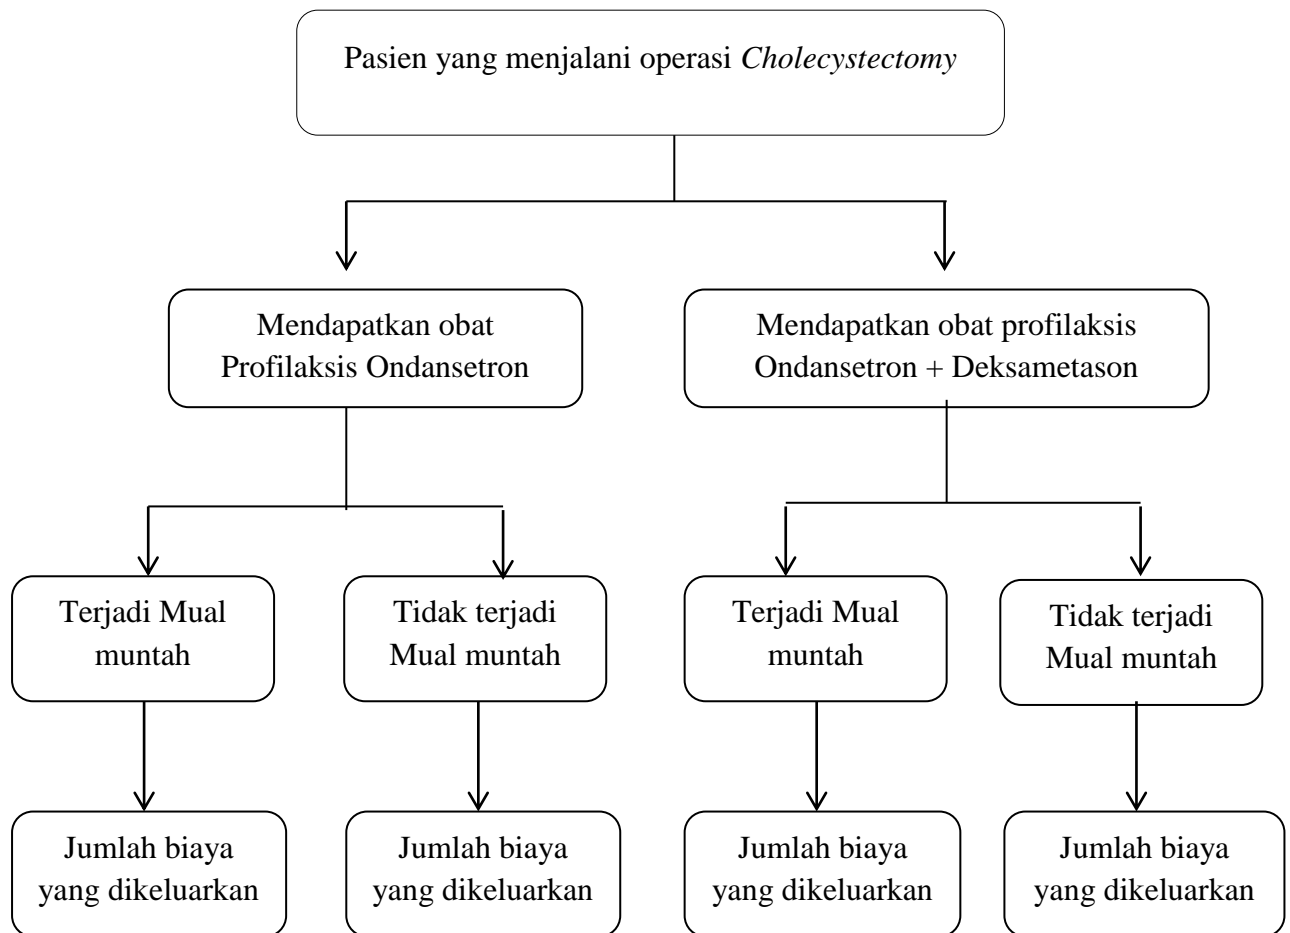 Pasien yang menjalani operasi Cholecystectomy
Mendapatkan obat
Profilaksis Ondansetron
Mendapatkan obat profilaksis
Ondansetron + Deksametason
Terjadi Mual
muntah
Tidak terjadi
Mual muntah
Terjadi Mual
muntah
Tidak terjadi
Mual muntah
Jumlah biaya
yang dikeluarkan
Jumlah biaya
yang dikeluarkan
Jumlah biaya
yang dikeluarkan
Jumlah biaya
yang dikeluarkan